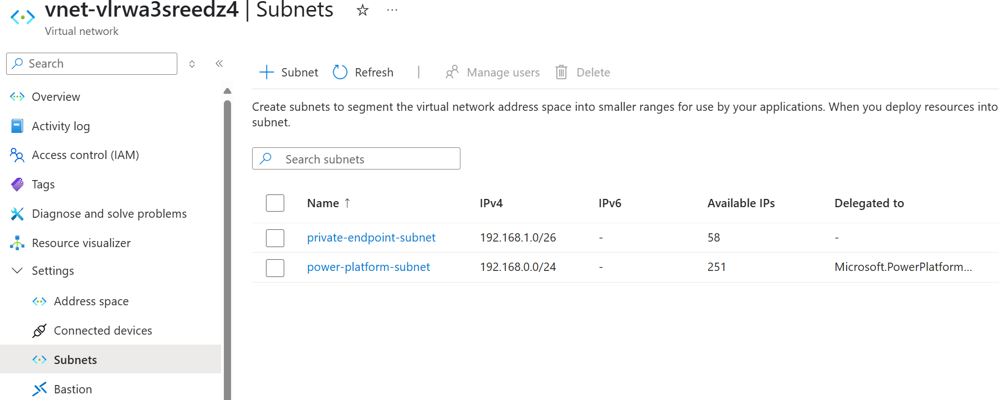 vnet-vlrwa3sreedz4 | Subnets
Virtual network
Search
Overview
Activity log
Access control (IAM)
Tags
Diagnose and solve problems
Resource visualizer
Settings
Address space
Connected devices
Subnets
Bastion
Subnet Refresh | Manage users Delete
Create subnets to segment the virtual network address space into smaller ranges for use by your applications. When you deploy resources into
subnet.
Search subnets
Name ↑ IPv4 IPv6 Available IPs Delegated to
private-endpoint-subnet 192.168.1.0/26 - 58 -
power-platform-subnet 192.168.0.0/24 - 251 Microsoft.PowerPlatform...